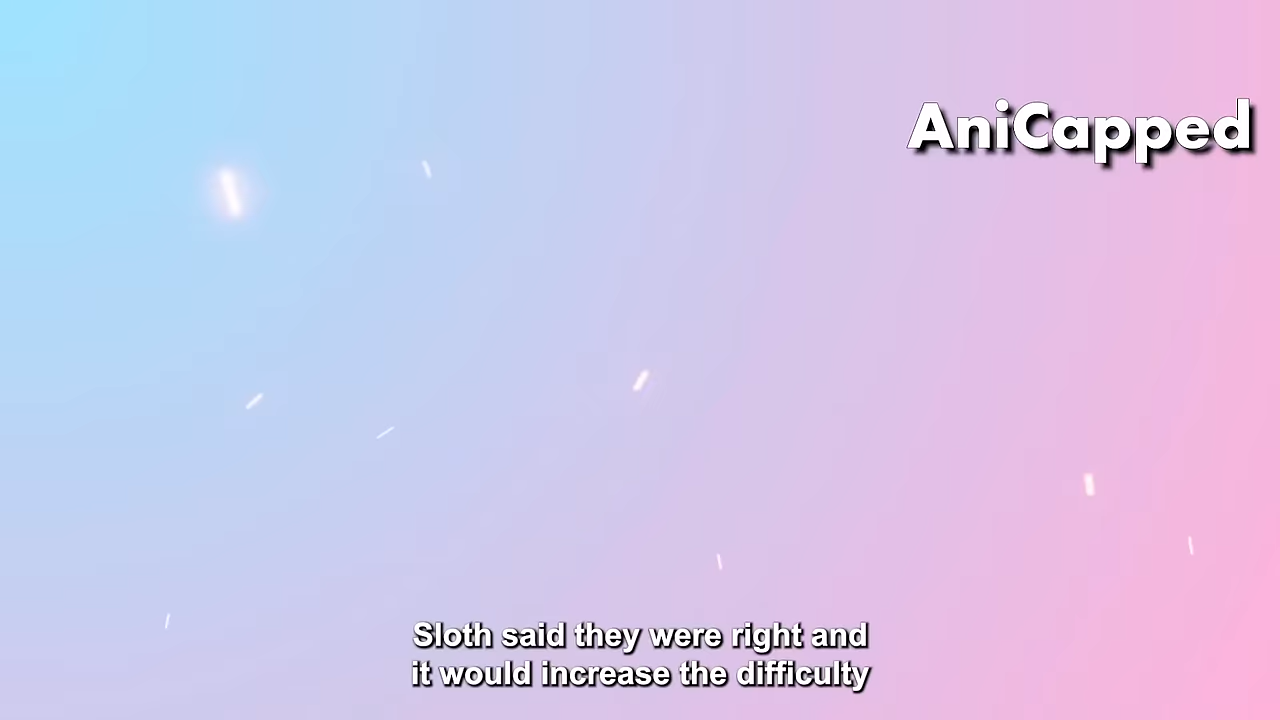 AniCapped
Sloth said they were right and
it would increase the difficulty